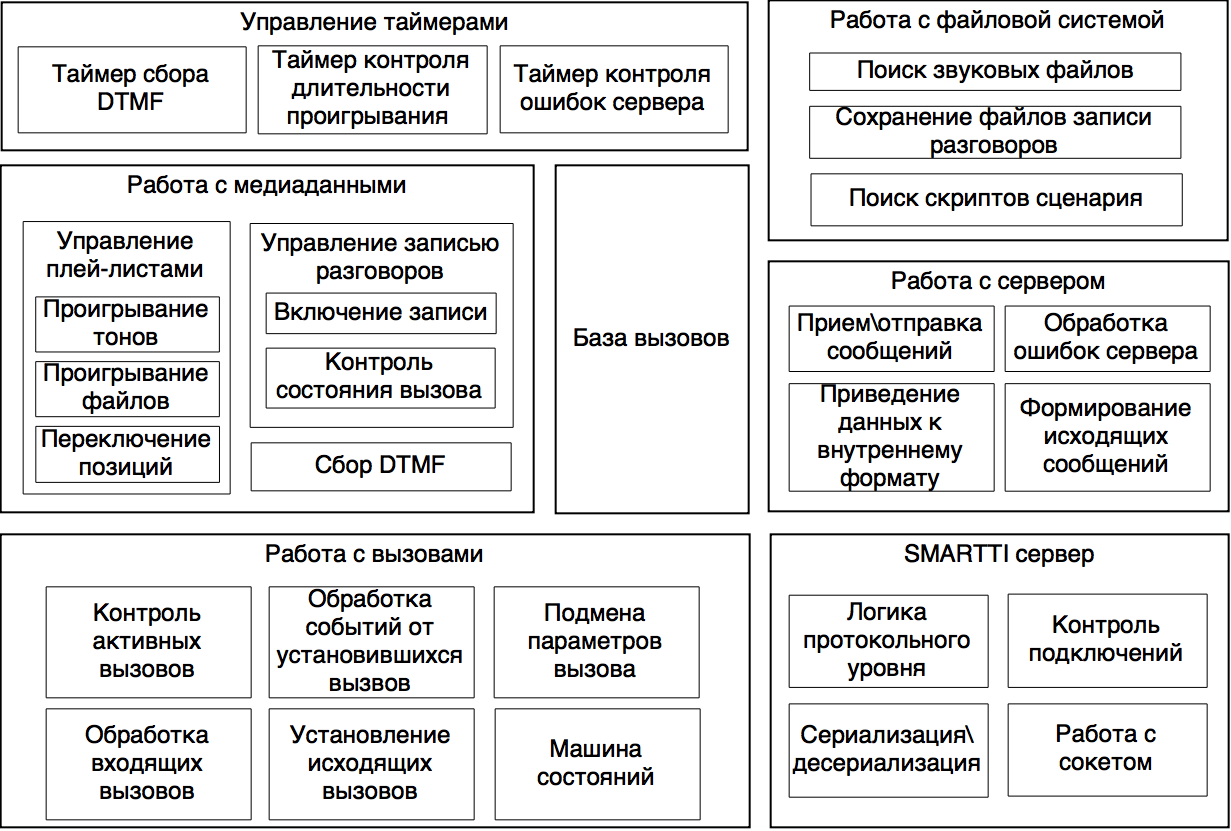 Управление таймерами
Таймер сбора
DTMF
Таймер контроля
длительности
проигрывания
Таймер контроля
ошибок сервера
Работа с файловой системой
Поиск звуковых файлов
Сохранение файлов записи
разговоров
Поиск скриптов сценария
Работа с медиаданными
Управление
плей-листами
Проигрывание
тонов
Проигрывание
файлов
Переключение
позиций
Управление записью
разговоров
Включение записи
Контроль
состояния вызова
Сбор DTMF
База вызовов
Работа с сервером
Прием\отправка
сообщений
Обработка
ошибок сервера
Приведение
данных к
внутреннему
формату
Формирование
исходящих
сообщений
Работа с вызовами
Контроль
активных
вызовов
Обработка
событий от
установившихся
вызвов
Подмена
параметров
вызова
Обработка
входящих
вызовов
Установление
исходящих
вызовов
Машина
состояний
SMARTTI сервер
Логика
протокольного
уровня
Контроль
подключений
Сериализация\
десериализация
Работа с
сокетом